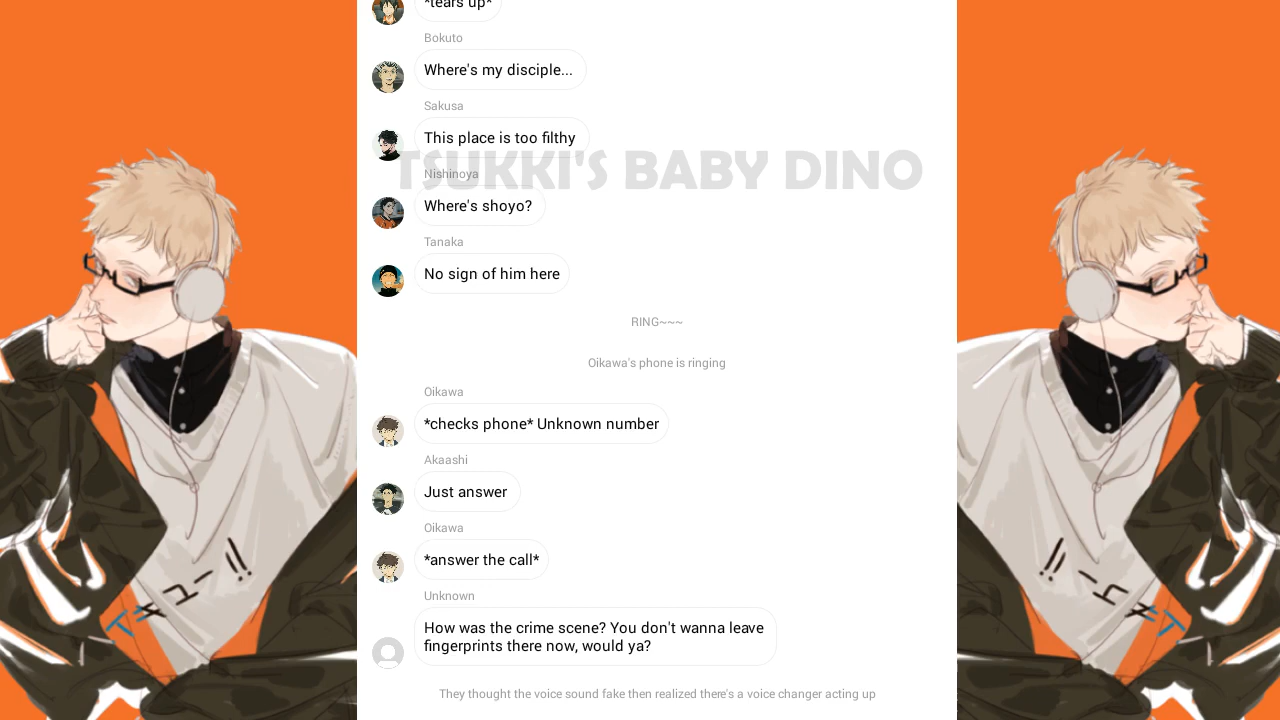 *tears up*
Bokuto
Where's my disciple...
Sakusa
This place is too filthy
TSUKKI'S BABY DINO
Nishinoya
Where's shoyo?
Tanaka
No sign of him here
RING~~~
Oikawa's phone is ringing
Oikawa
*checks phone* Unknown number
Akaashi
Just answer
Oikawa
*answer the call*
Unknown
How was the crime scene? You don't wanna leave
fingerprints there now, would ya?
They thought the voice sound fake then realized there's a voice changer acting up